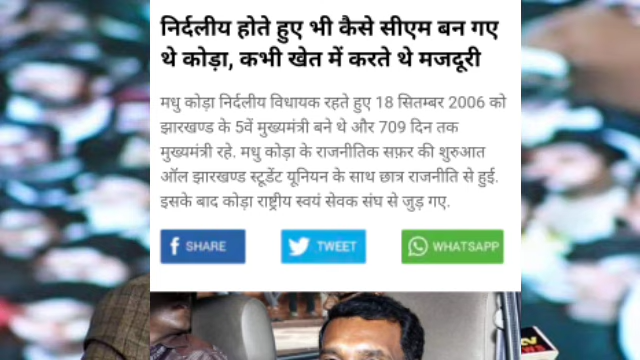 निर्दलीय होते हुए भी कैसे सीएम बन गए
थे कोड़ा, कभी खेत में करते थे मजदूरी
मधु कोड़ा निर्दलीय विधायक रहते हुए 18 सितम्बर 2006 को
झारखण्ड के 5वें मुख्यमंत्री बने थे और 709 दिन तक
मुख्यमंत्री रहे. मधु कोड़ा के राजनीतिक सफ़र की शुरुआत
ऑल झारखण्ड स्टूडेंट यूनियन के साथ छात्र राजनीति से हुई.
इसके बाद कोड़ा राष्ट्रीय स्वयं सेवक संघ से जुड़ गए.
f SHARE TWEET WHATSAPP